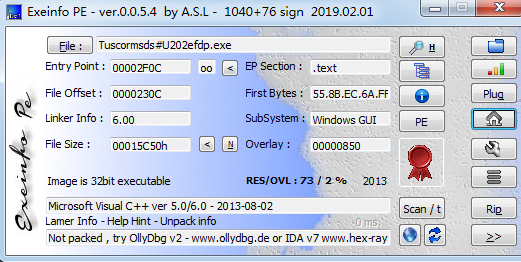 Exeinfo PE - ver.0.0.5.4 by A.S.L - 1040+76 sign 2019.02.01
File : Tuscormsds#U202efdp.exe H
Entry Point : 00002F0C oo < EP Section : .text
File Offset : 0000230C First Bytes : 55.8B.EC.6A.FF Plug
Linker Info : 6.00 SubSystem : Windows GUI PE
File Size : 00015C50h < N Overlay : 00000850
Image is 32bit executable RES/OVL : 73 / 2 % 2013
Exeinfo Pe
Microsoft Visual C++ ver 5.0/6.0 - 2013-08-02 Scan / t Rip
Lamer Info - Help Hint - Unpack info 0 ms.
Not packed , try OllyDbg v2 - www.ollydbg.de or IDA v7 www.hex-ray >>